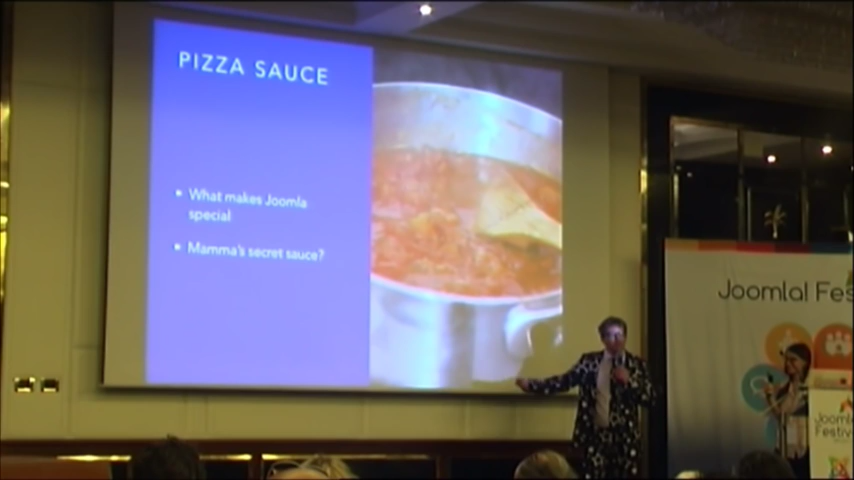 PIZZA SAUCE
▸ What makes Joomla
special
▸ Mamma's secret sauce?
Joomla! Fes
Joomla
Festiv